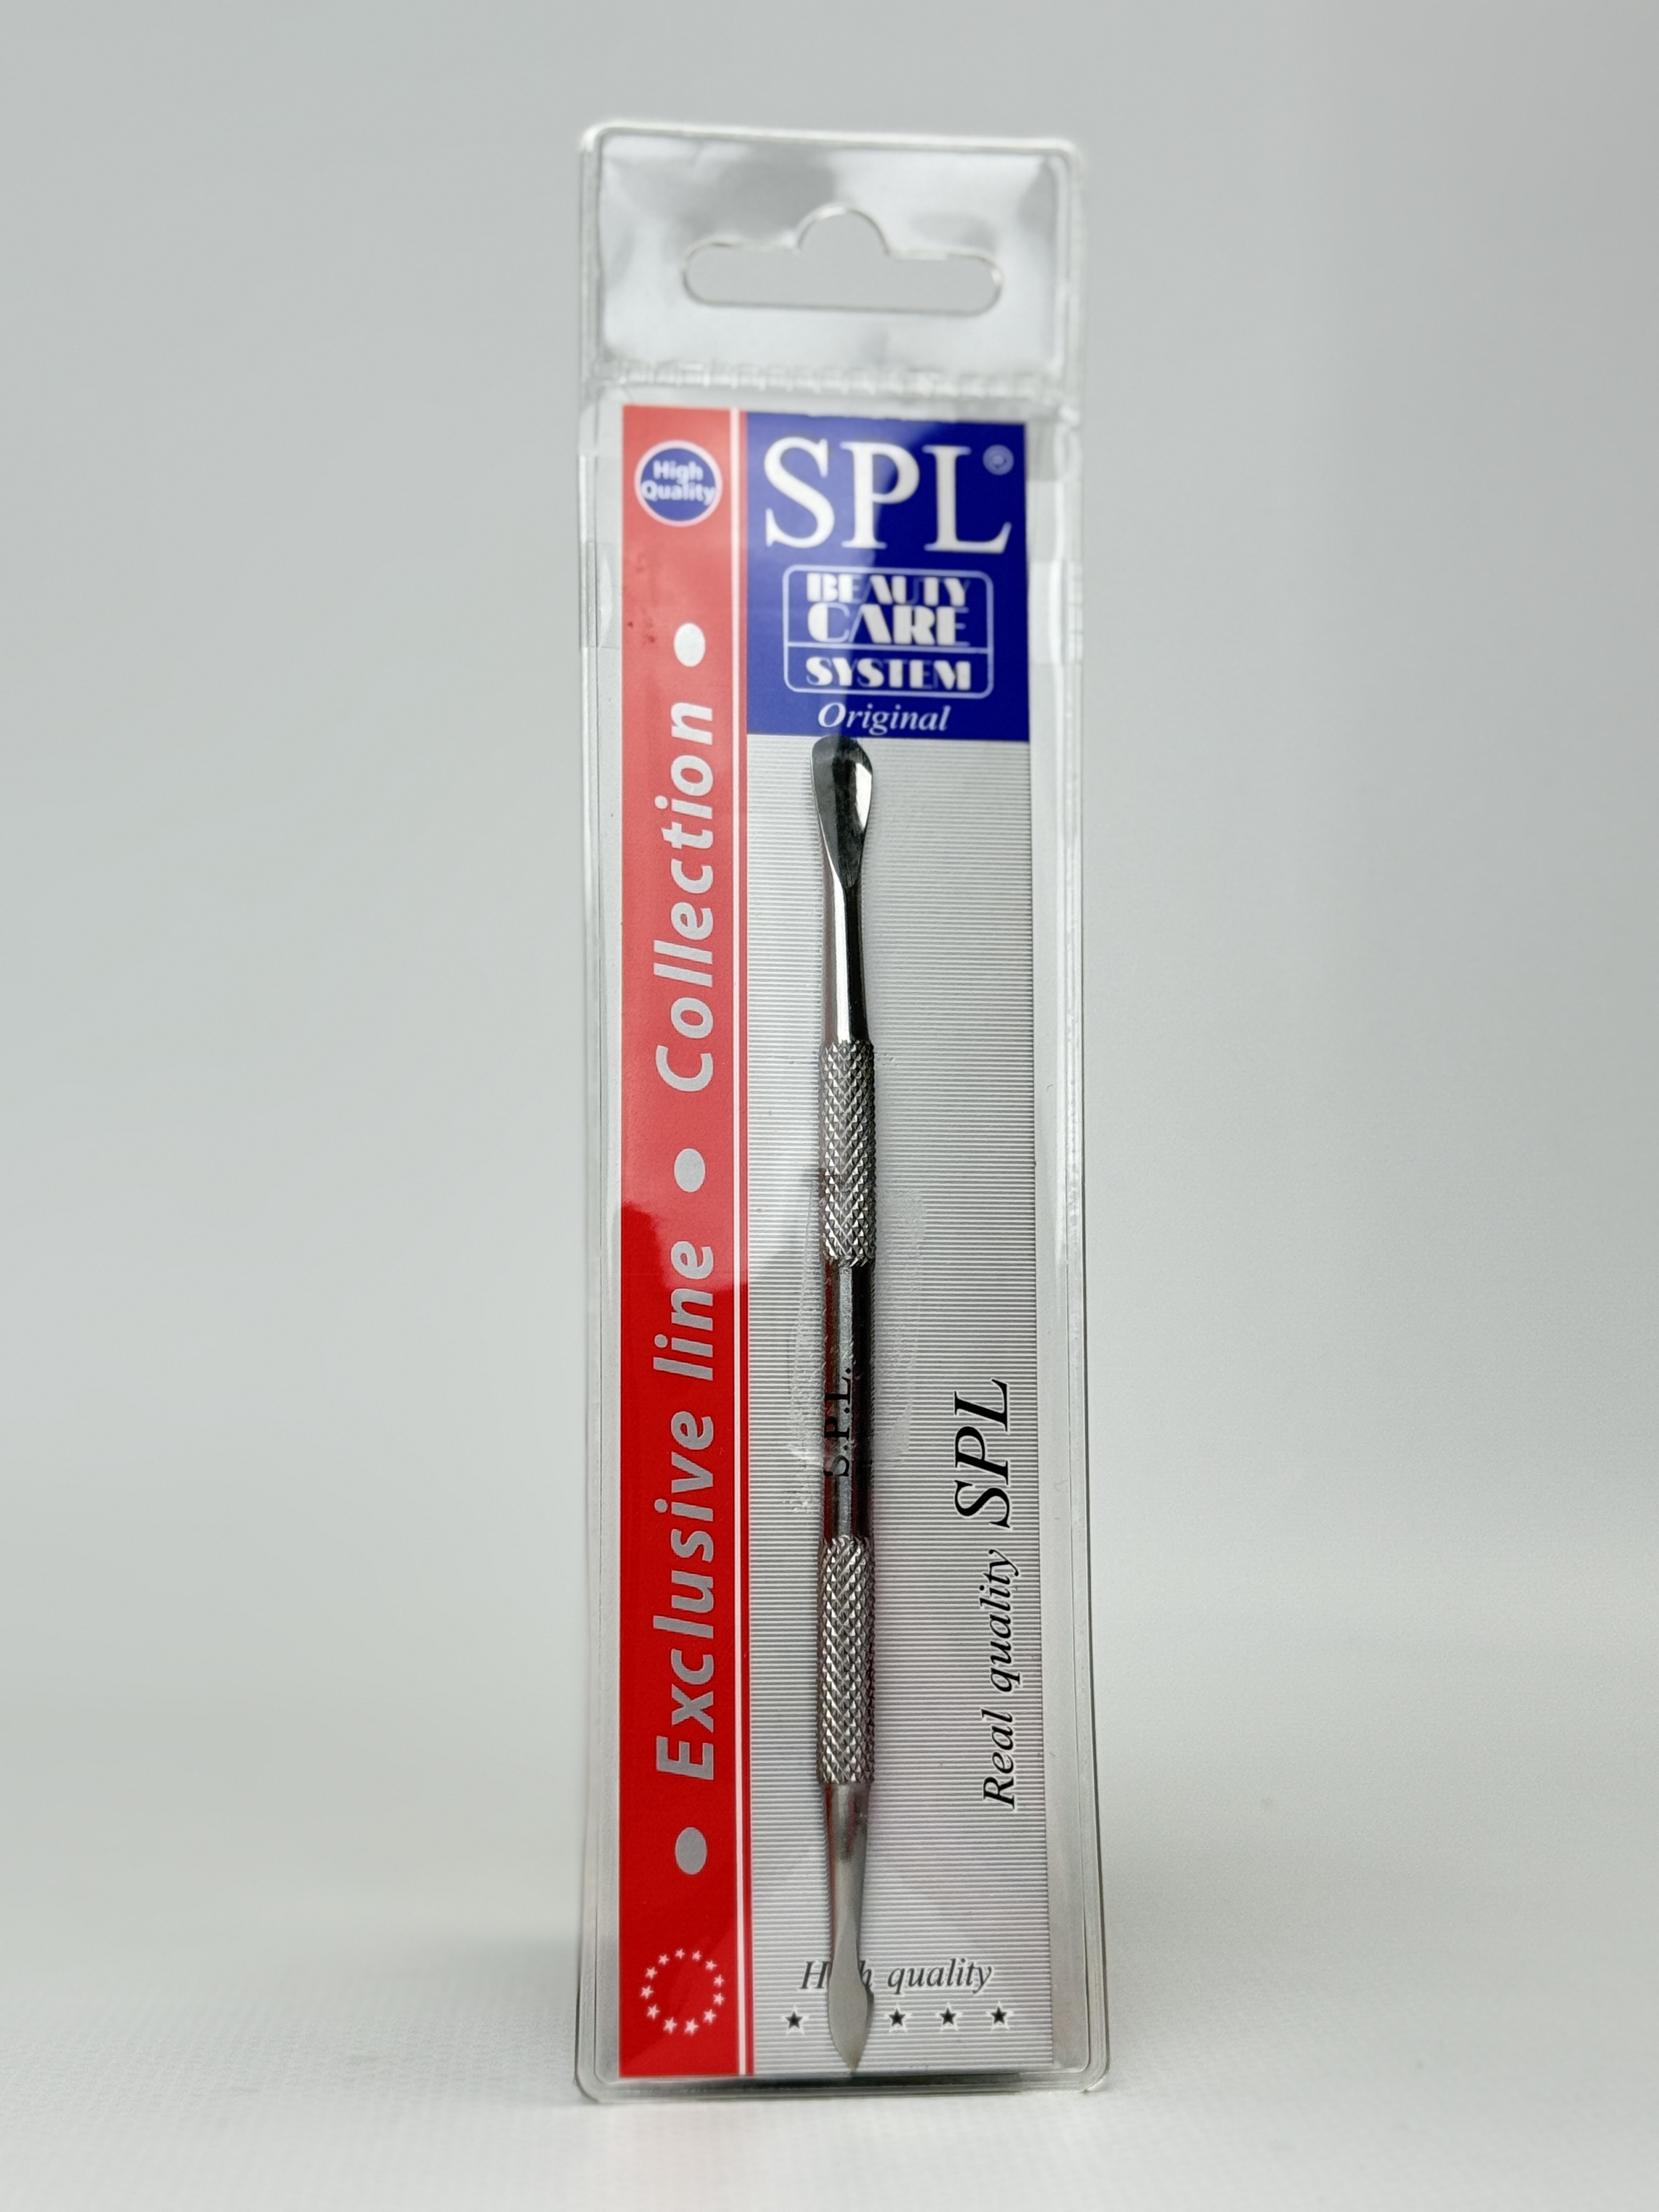 High
Quality
SPL®
BEAUTY
CARE
SYSTEM
Original
• Exclusive line • Collection •
S.P.L.
Real quality SPL
quality